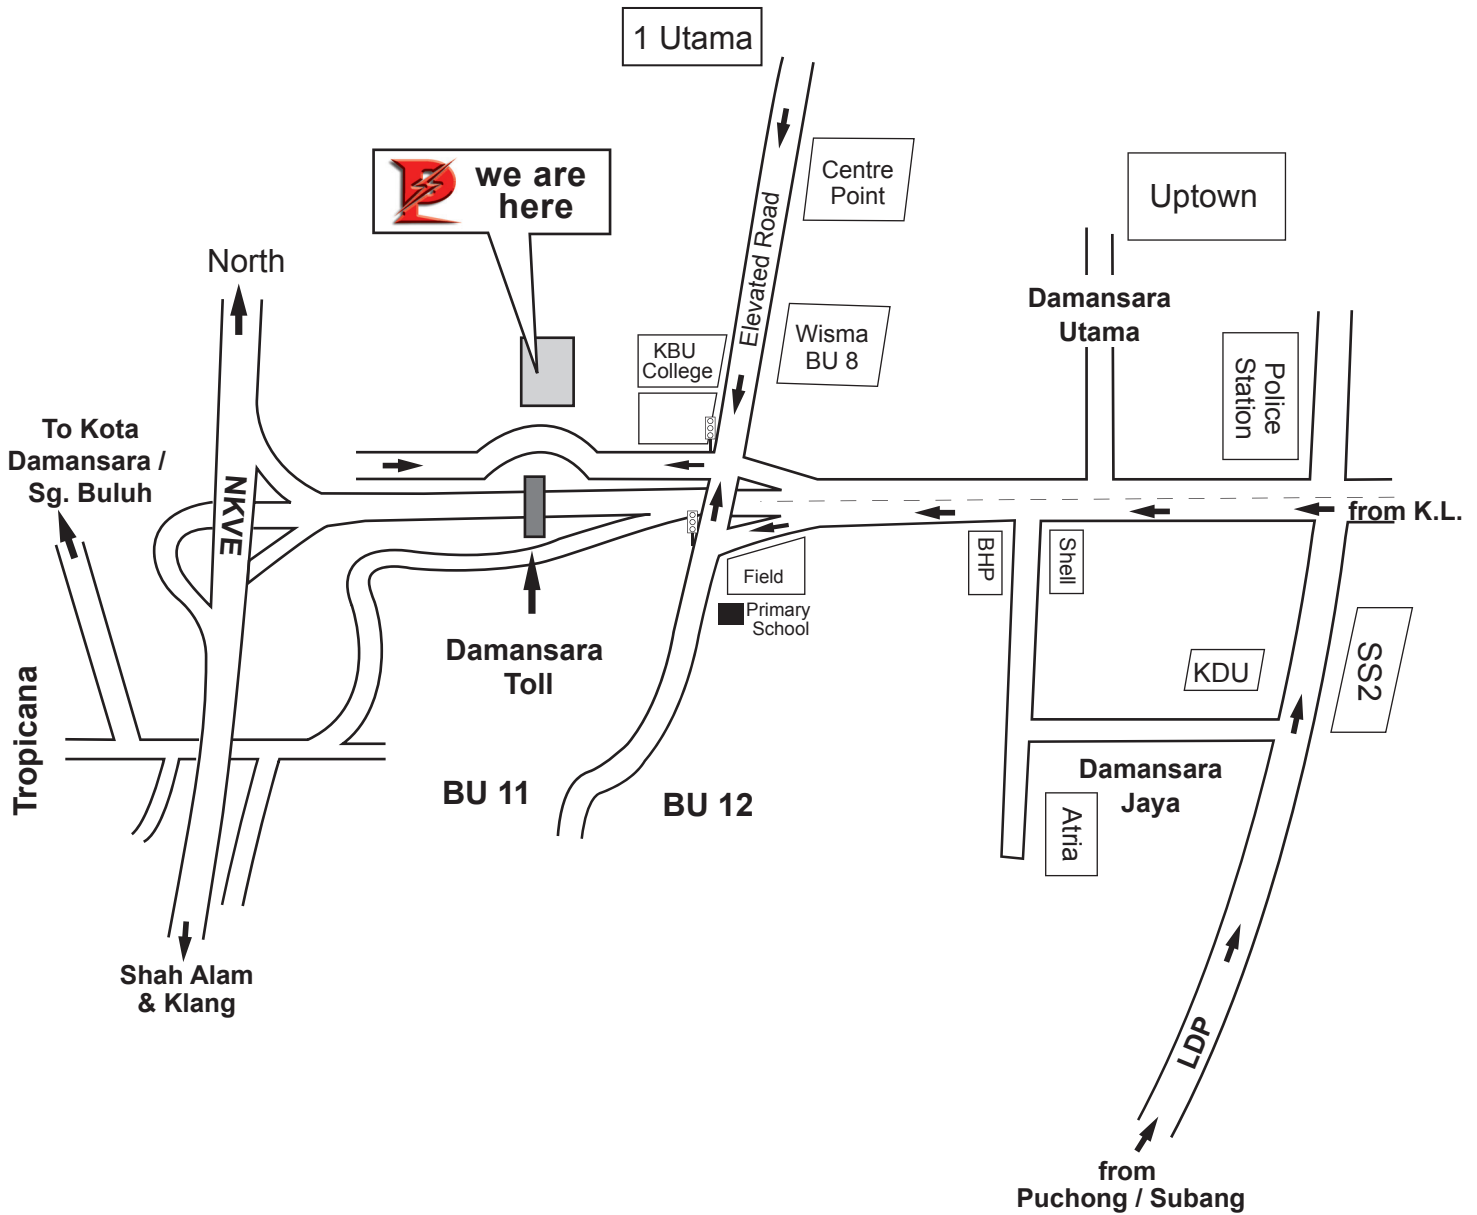 1 Utama
P
we are
here
Centre
Point
Uptown
Elevated Road
North
Damansara
Utama
Wisma
BU 8
KBU
College
Police
Station
To Kota
Damansara /
Sg. Buluh
NKVE
from K.L.
BHP
Shell
Field
Primary
School
Damansara
Toll
KDU
SS2
Tropicana
BU 11
BU 12
Damansara
Jaya
Atria
Shah Alam
& Klang
LDP
from
Puchong / Subang